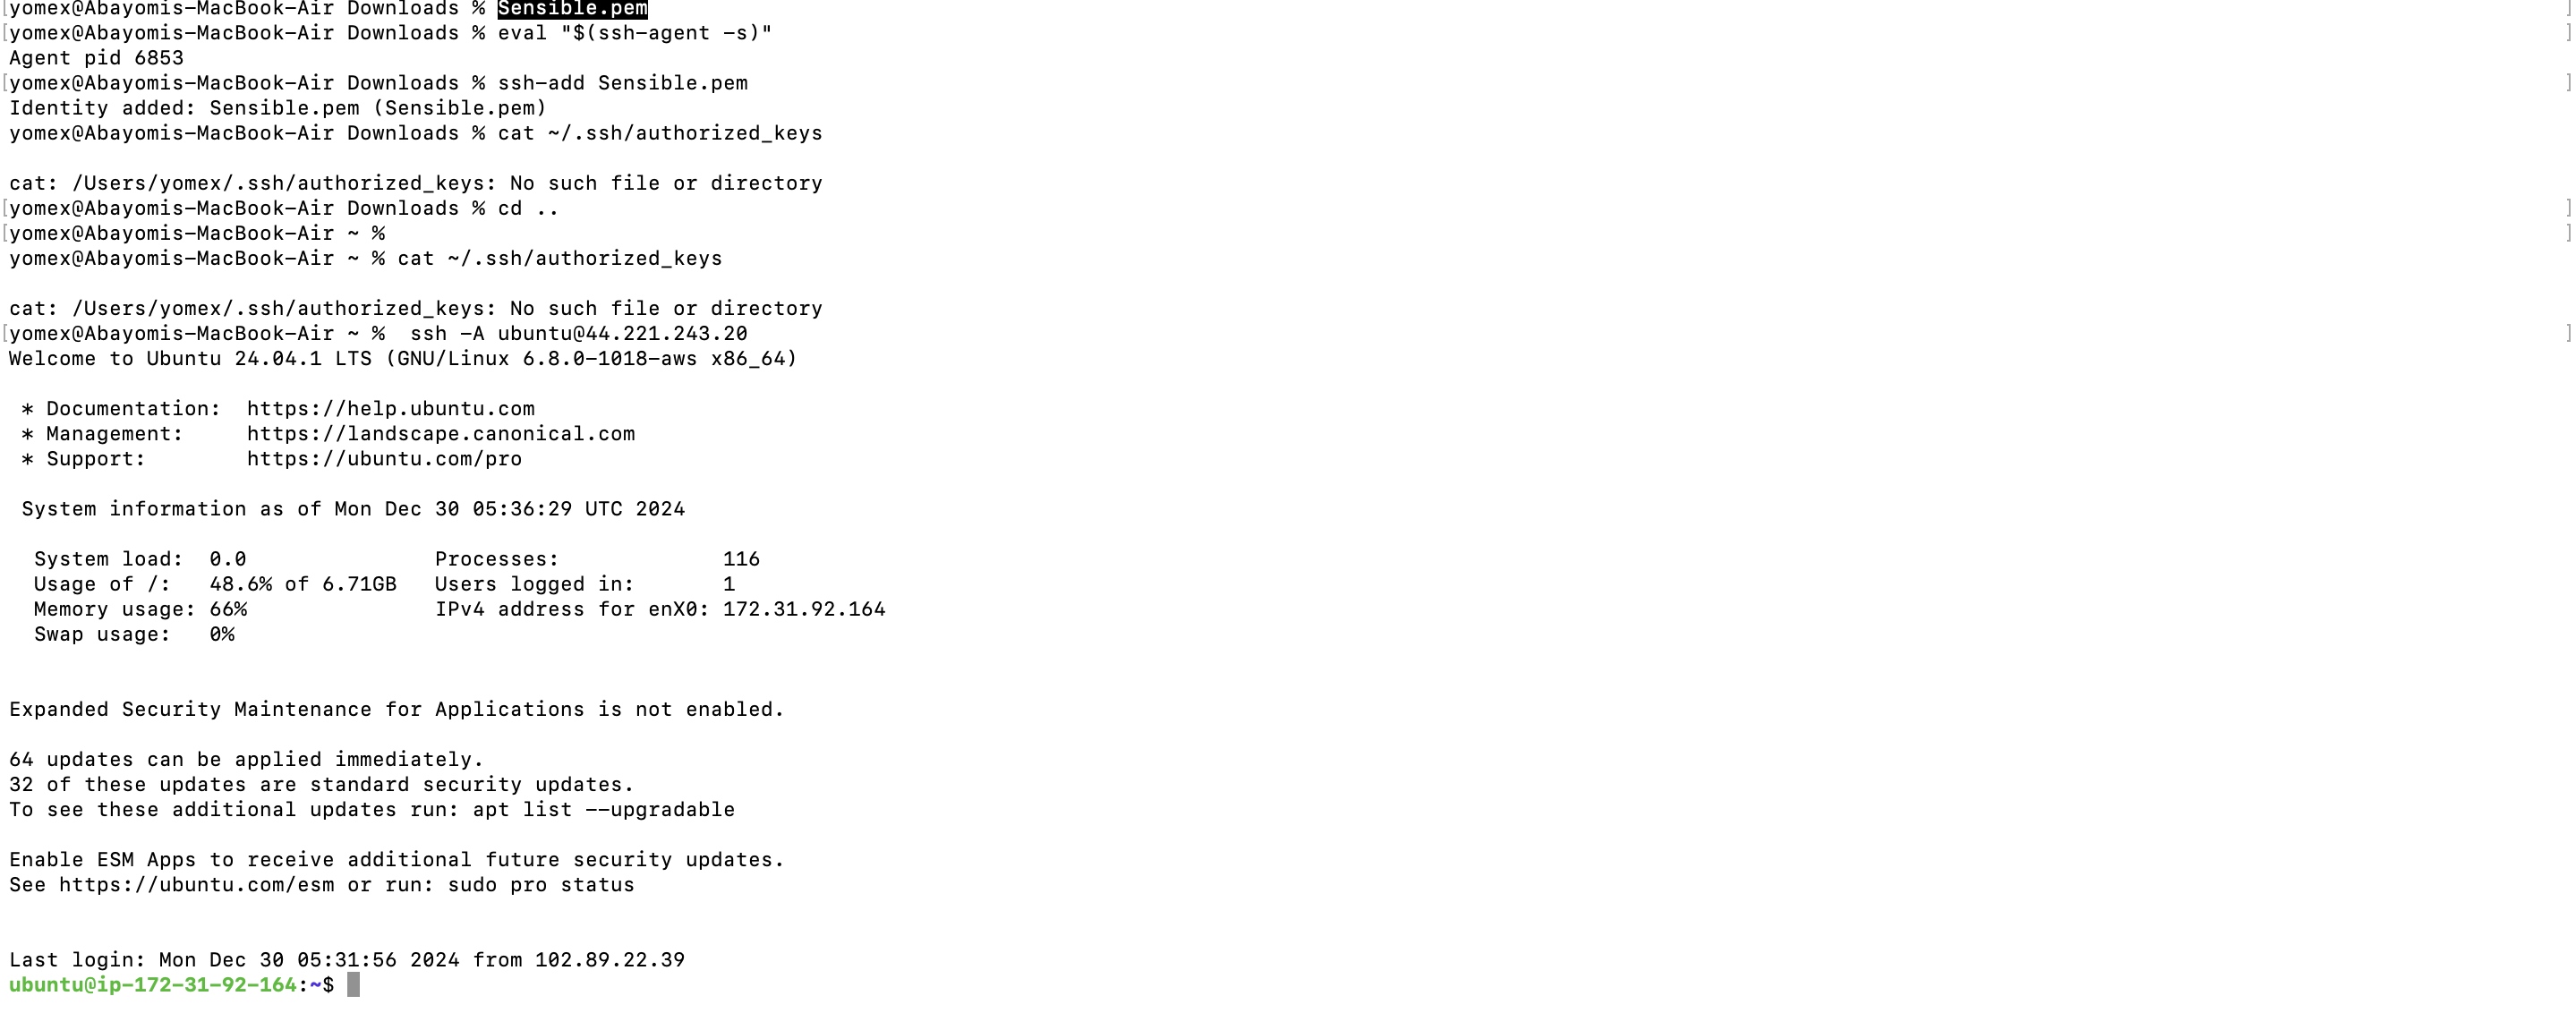 [yomex@Abayomis-MacBook-Air Downloads % Sensible.pem ]
[yomex@Abayomis-MacBook-Air Downloads % eval "$(ssh-agent -s)" ]
Agent pid 6853
[yomex@Abayomis-MacBook-Air Downloads % ssh-add Sensible.pem ]
Identity added: Sensible.pem (Sensible.pem)
yomex@Abayomis-MacBook-Air Downloads % cat ~/.ssh/authorized_keys
cat: /Users/yomex/.ssh/authorized_keys: No such file or directory
[yomex@Abayomis-MacBook-Air Downloads % cd .. ]
[yomex@Abayomis-MacBook-Air ~ % ]
yomex@Abayomis-MacBook-Air ~ % cat ~/.ssh/authorized_keys
cat: /Users/yomex/.ssh/authorized_keys: No such file or directory
[yomex@Abayomis-MacBook-Air ~ %  ssh -A ubuntu@44.221.243.20 ]
Welcome to Ubuntu 24.04.1 LTS (GNU/Linux 6.8.0-1018-aws x86_64)
 * Documentation:  https://help.ubuntu.com
 * Management:     https://landscape.canonical.com
 * Support:        https://ubuntu.com/pro
 System information as of Mon Dec 30 05:36:29 UTC 2024
  System load:  0.0               Processes:             116
  Usage of /:   48.6% of 6.71GB   Users logged in:       1
  Memory usage: 66%               IPv4 address for enX0: 172.31.92.164
  Swap usage:   0%
Expanded Security Maintenance for Applications is not enabled.
64 updates can be applied immediately.
32 of these updates are standard security updates.
To see these additional updates run: apt list --upgradable
Enable ESM Apps to receive additional future security updates.
See https://ubuntu.com/esm or run: sudo pro status
Last login: Mon Dec 30 05:31:56 2024 from 102.89.22.39
ubuntu@ip-172-31-92-164:~$